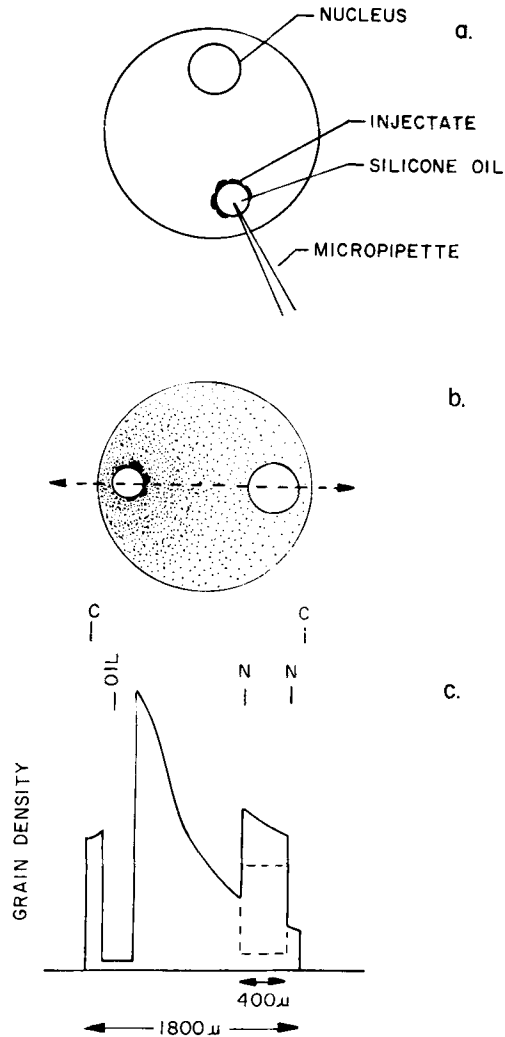 NUCLEUS
a.
INJECTATE
SILICONE OIL
MICROPIPETTE
b.
C
C
OIL
N
N
c.
GRAIN DENSITY
400μ
1800μ